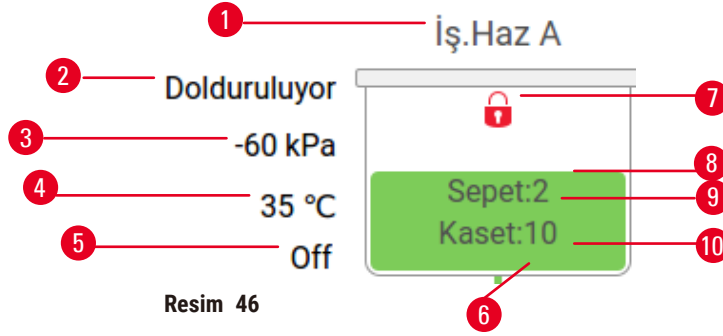 1
İş.Haz A
2
Dolduruluyor
7
3
-60 kPa
8
4
35 °C
Sepet:2
9
5
Off
Kaset:10
10
Resim 46
6